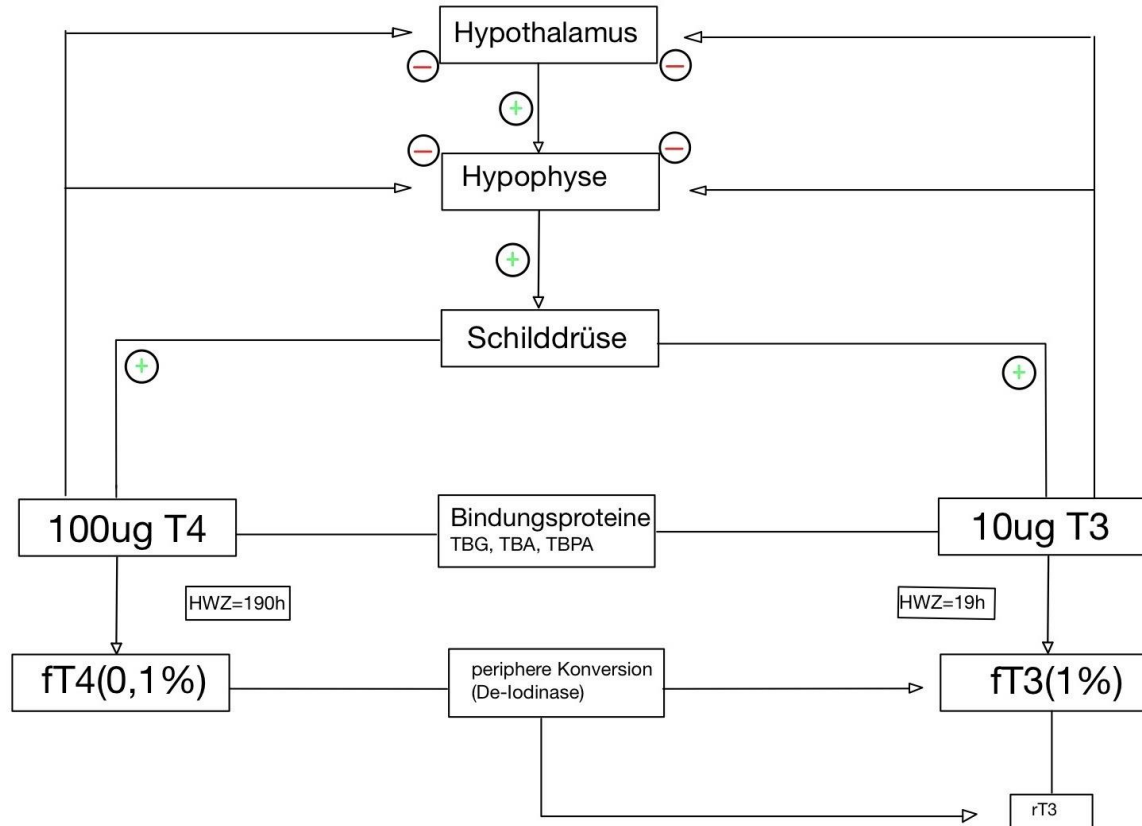 Hypothalamus
−
−
+
−
−
Hypophyse
+
Schilddrüse
+
+
100ug T4
Bindungsproteine
TBG, TBA, TBPA
10ug T3
HWZ=190h
HWZ=19h
fT4(0,1%)
periphere Konversion
(De-Iodinase)
fT3(1%)
rT3